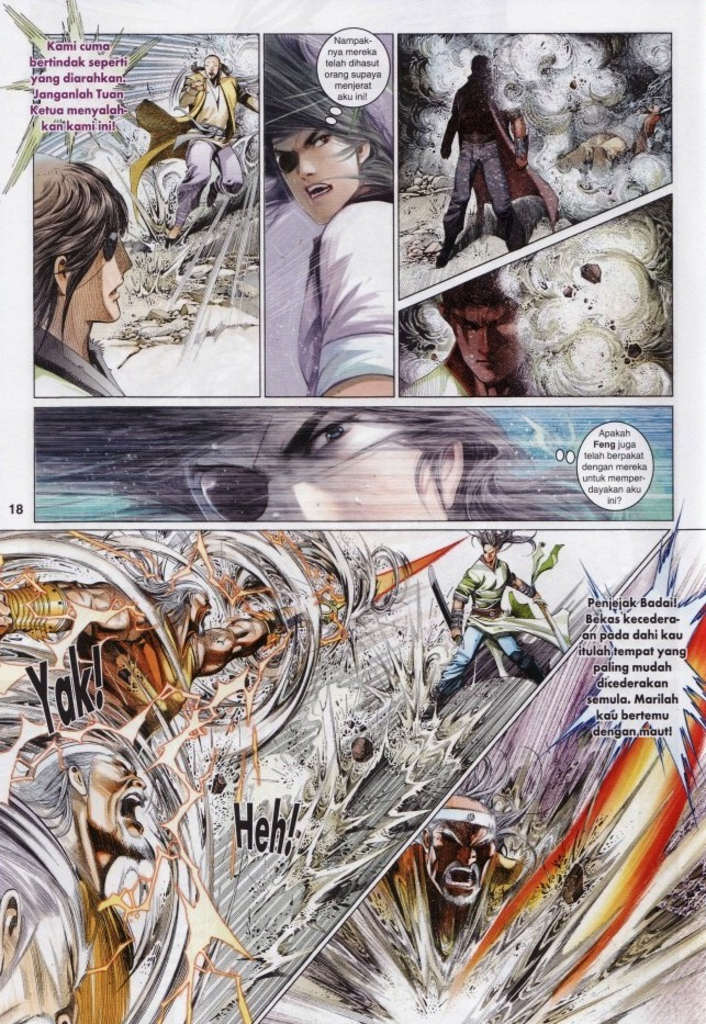 Kami cuma
bertindak seperti
yang diarahkan.
Janganlah Tuan
Ketua menyalah-
kan kami ini!
Nampak-
nya mereka
telah dihasut
orang supaya
menjerat
aku ini!
Apakah
Feng juga
telah berpakat
dengan mereka
untuk memper-
dayakan aku
ini?
18
Penjejak Badai!
Bekas kecedera-
an pada dahi kau
itulah tempat yang
paling mudah
dicederakan
semula. Marilah
kau bertemu
dengan maut!
Yak!
Heh!